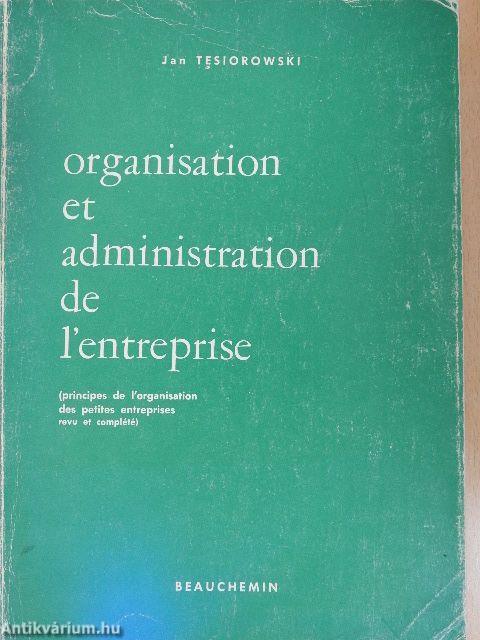 Jan TĘSIOROWSKI
organisation
et
administration
de
l'entreprise
(principes de l'organisation
des petites entreprises
revu et complété)
BEAUCHEMIN
Antikvárium.hu